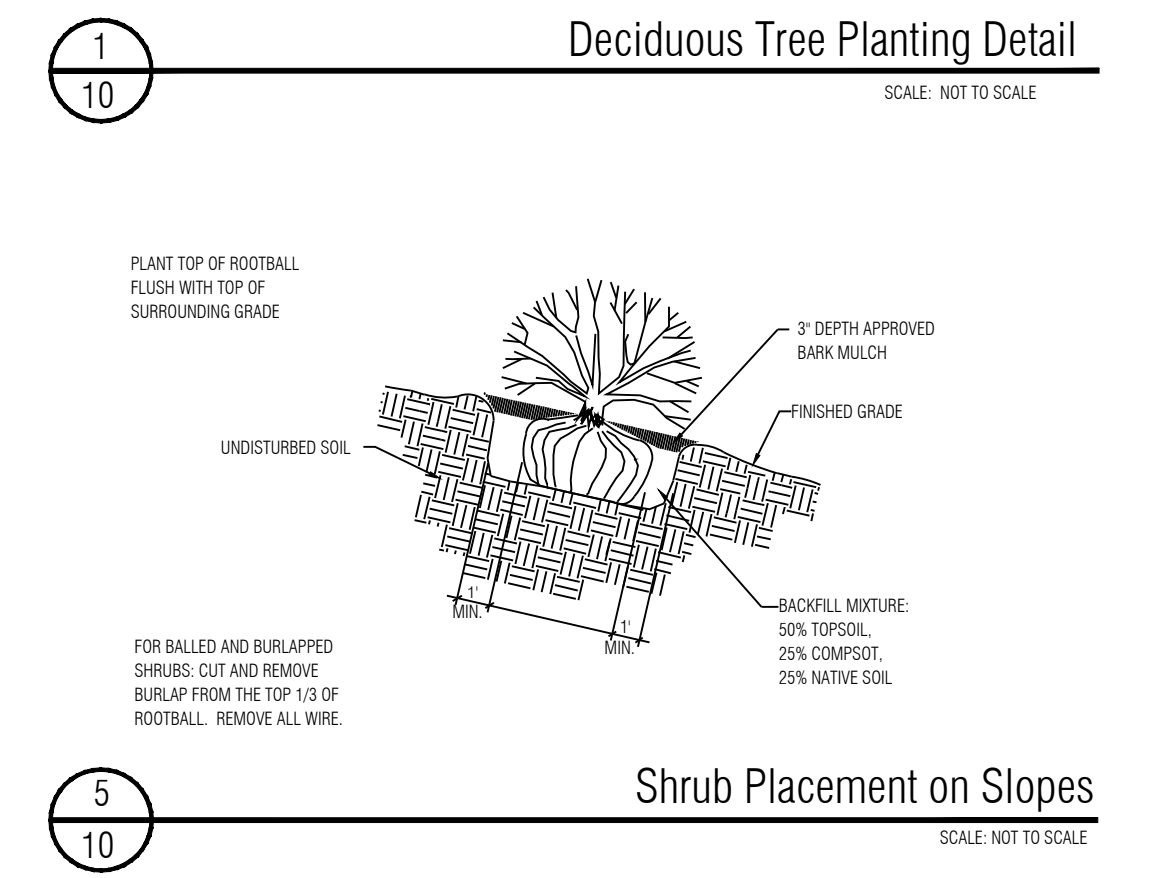 1
10
Deciduous Tree Planting Detail
SCALE: NOT TO SCALE
PLANT TOP OF ROOTBALL
FLUSH WITH TOP OF
SURROUNDING GRADE
3" DEPTH APPROVED
BARK MULCH
FINISHED GRADE
UNDISTURBED SOIL
1'
MIN.
1'
MIN.
BACKFILL MIXTURE:
50% TOPSOIL,
25% COMPSOT,
25% NATIVE SOIL
FOR BALLED AND BURLAPPED
SHRUBS: CUT AND REMOVE
BURLAP FROM THE TOP 1/3 OF
ROOTBALL. REMOVE ALL WIRE.
5
10
Shrub Placement on Slopes
SCALE: NOT TO SCALE